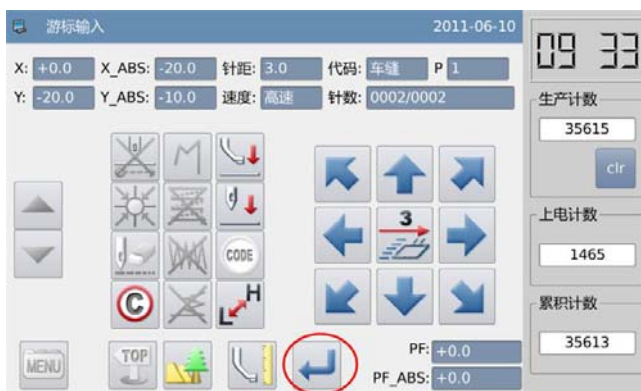 游标输入 2011-06-10
X: +0.0 X_ABS: -20.0 针距: 3.0 代码: 车缝 P 1
Y: -20.0 Y_ABS: -10.0 速度: 高速 针数: 0002/0002
09 33
生产计数
35615
clr
上电计数
1465
累积计数
35613
M
3
CODE
C
L H
MENU
TOP
PF: +0.0
PF_ABS: +0.0